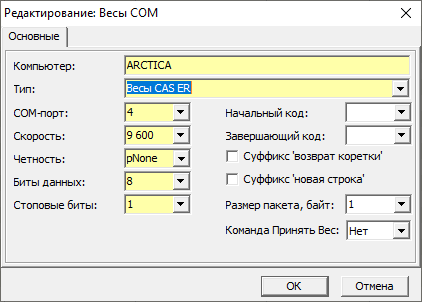 Редактирование: Весы COM
Основные
Компьютер: ARCTICA
Тип: Весы CAS ER
COM-порт: 4 Начальный код:
Скорость: 9 600 Завершающий код:
Четность: pNone Суффикс 'возврат коретки'
Биты данных: 8 Суффикс 'новая строка'
Стоповые биты: 1 Размер пакета, байт: 1
Команда Принять Вес: Нет
OK Отмена